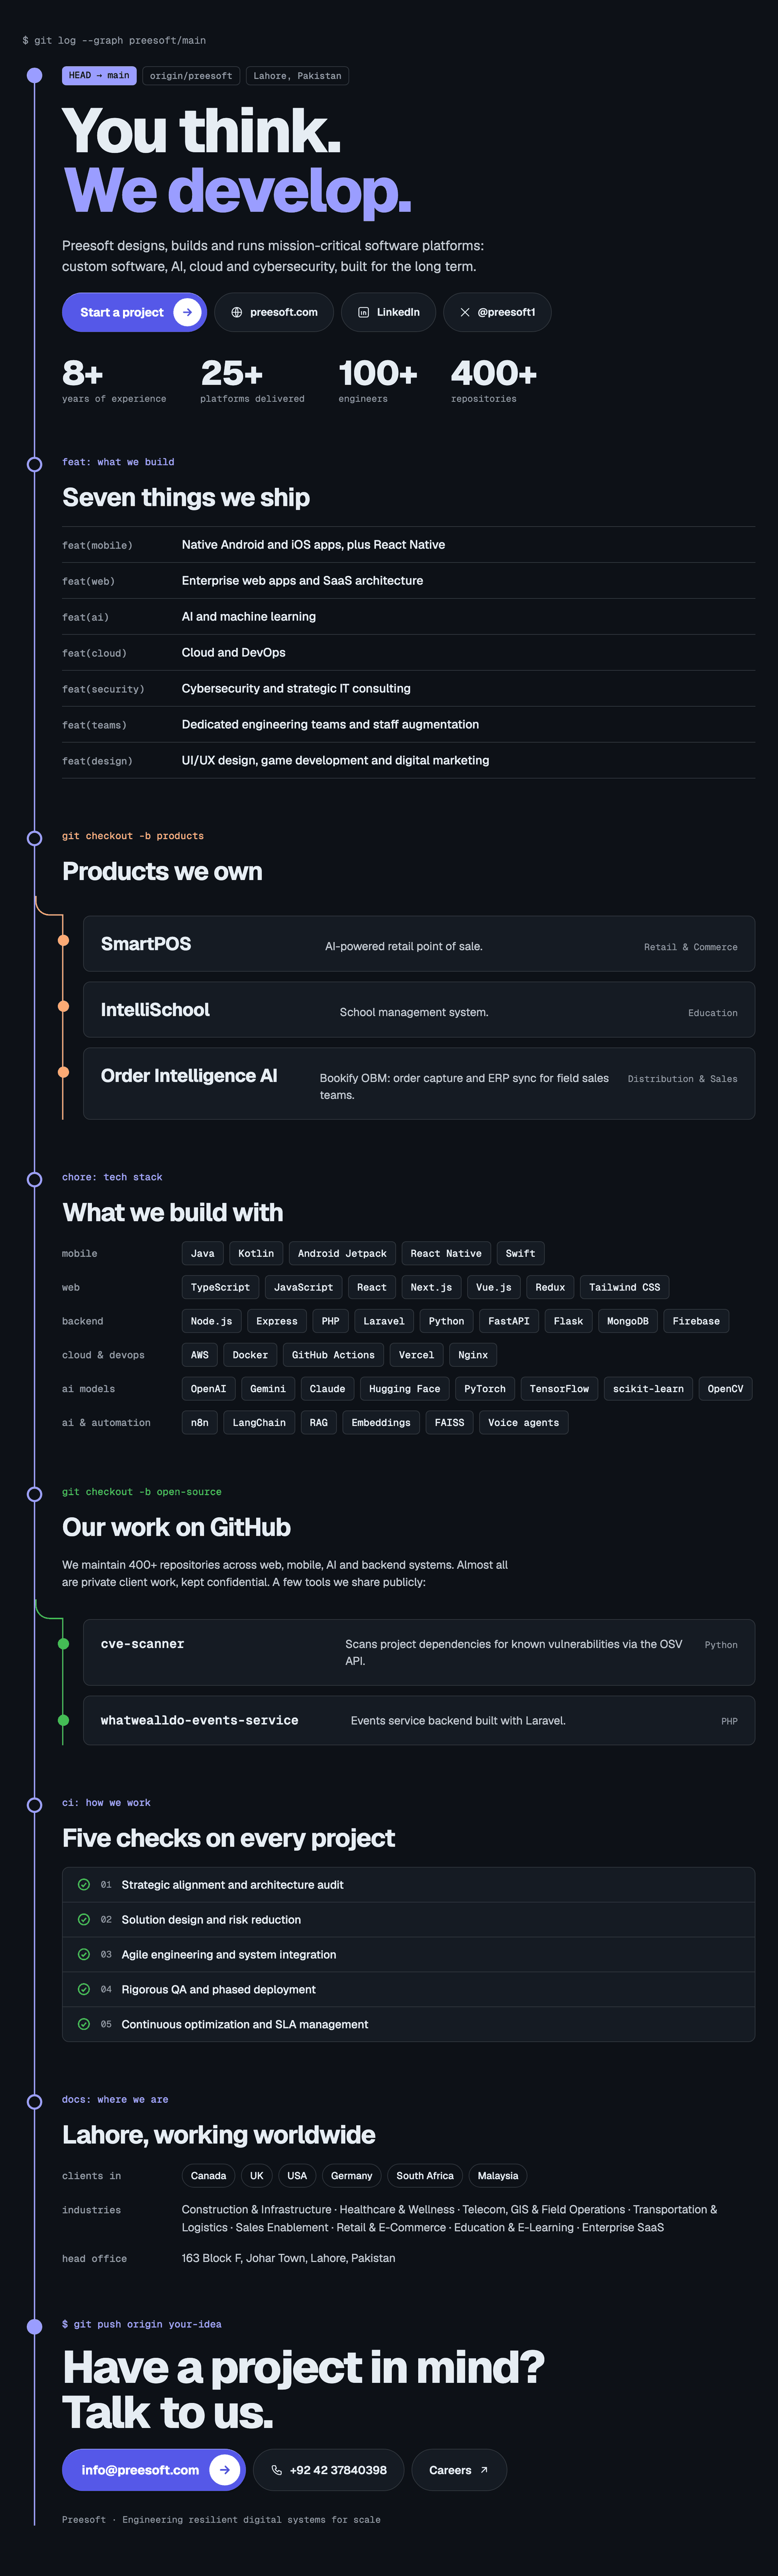 $ git log --graph preesoft/main
HEAD → main origin/preesoft Lahore, Pakistan
You think.
We develop.
Preesoft designs, builds and runs mission-critical software platforms:
custom software, AI, cloud and cybersecurity, built for the long term.
Start a project → preesoft.com LinkedIn @preesoft1
8+ 25+ 100+ 400+
years of experience platforms delivered engineers repositories
feat: what we build
Seven things we ship
feat(mobile) Native Android and iOS apps, plus React Native
feat(web) Enterprise web apps and SaaS architecture
feat(ai) AI and machine learning
feat(cloud) Cloud and DevOps
feat(security) Cybersecurity and strategic IT consulting
feat(teams) Dedicated engineering teams and staff augmentation
feat(design) UI/UX design, game development and digital marketing
git checkout -b products
Products we own
SmartPOS AI-powered retail point of sale. Retail & Commerce
IntelliSchool School management system. Education
Order Intelligence AI Bookify OBM: order capture and ERP sync for field sales Distribution & Sales
teams.
chore: tech stack
What we build with
mobile Java Kotlin Android Jetpack React Native Swift
web TypeScript JavaScript React Next.js Vue.js Redux Tailwind CSS
backend Node.js Express PHP Laravel Python FastAPI Flask MongoDB Firebase
cloud & devops AWS Docker GitHub Actions Vercel Nginx
ai models OpenAI Gemini Claude Hugging Face PyTorch TensorFlow scikit-learn OpenCV
ai & automation n8n LangChain RAG Embeddings FAISS Voice agents
git checkout -b open-source
Our work on GitHub
We maintain 400+ repositories across web, mobile, AI and backend systems. Almost all
are private client work, kept confidential. A few tools we share publicly:
cve-scanner Scans project dependencies for known vulnerabilities via the OSV Python
API.
whatwealldo-events-service Events service backend built with Laravel. PHP
ci: how we work
Five checks on every project
01 Strategic alignment and architecture audit
02 Solution design and risk reduction
03 Agile engineering and system integration
04 Rigorous QA and phased deployment
05 Continuous optimization and SLA management
docs: where we are
Lahore, working worldwide
clients in Canada UK USA Germany South Africa Malaysia
industries Construction & Infrastructure · Healthcare & Wellness · Telecom, GIS & Field Operations · Transportation &
Logistics · Sales Enablement · Retail & E-Commerce · Education & E-Learning · Enterprise SaaS
head office 163 Block F, Johar Town, Lahore, Pakistan
$ git push origin your-idea
Have a project in mind?
Talk to us.
info@preesoft.com → +92 42 37840398 Careers ↗
Preesoft · Engineering resilient digital systems for scale